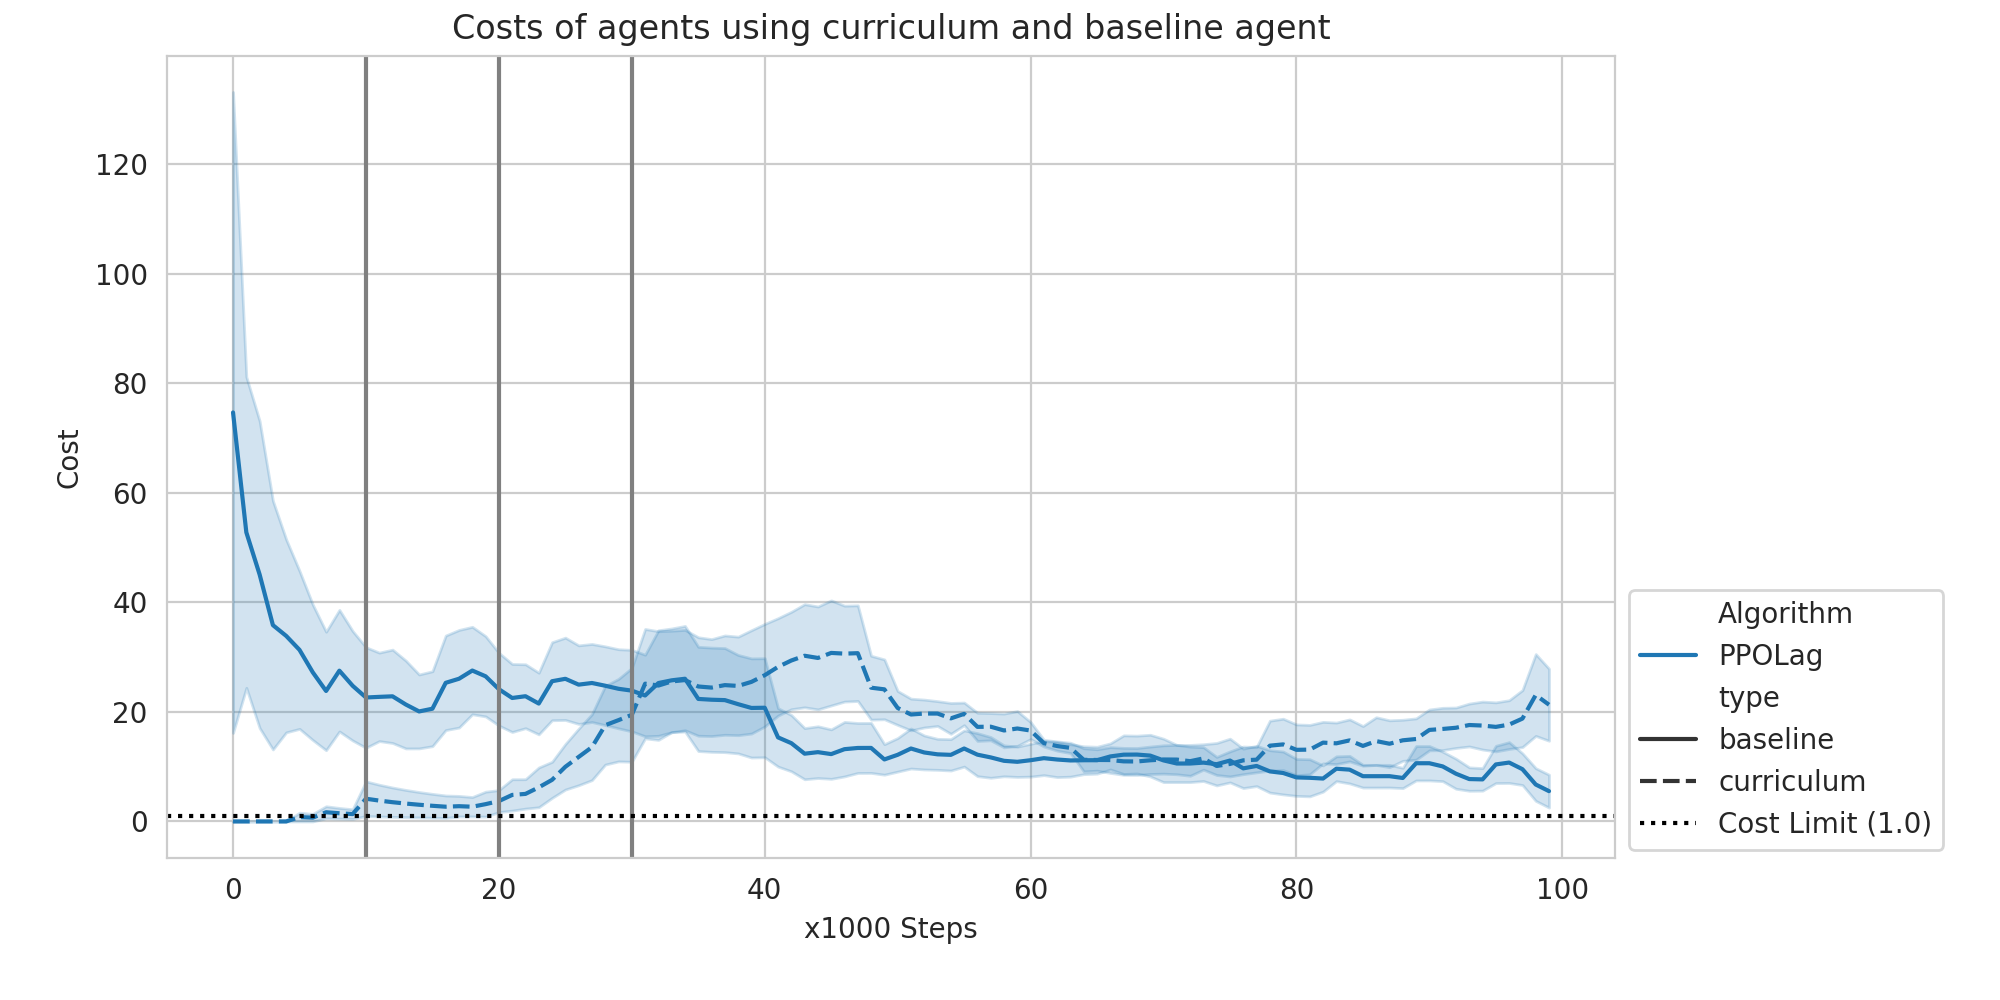 Costs of agents using curriculum and baseline agent
120
100
80
60
40
20
0
Cost
0 20 40 60 80 100
x1000 Steps
Algorithm
PPOLag
type
baseline
curriculum
Cost Limit (1.0)